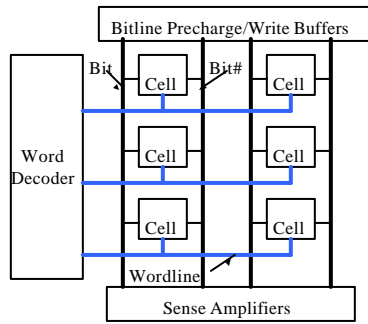 Bitline Precharge/Write Buffers
Bit
Bit#
Cell
Cell
Word
Decoder
Cell
Cell
Cell
Cell
Wordline
Sense Amplifiers